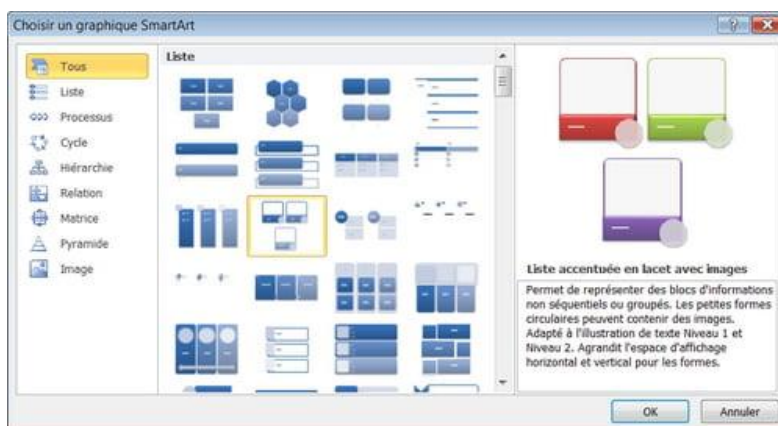 Choisir un graphique SmartArt
Tous
Liste
Processus
Cycle
Hiérarchie
Relation
Matrice
Pyramide
Image
Liste
Liste accentuée en lacet avec images
Permet de représenter des blocs d'informations
non séquentiels ou groupés. Les petites formes
circulaires peuvent contenir des images.
Adapté à l'illustration de texte Niveau 1 et
Niveau 2. Agrandit l'espace d'affichage
horizontal et vertical pour les formes.
OK
Annuler